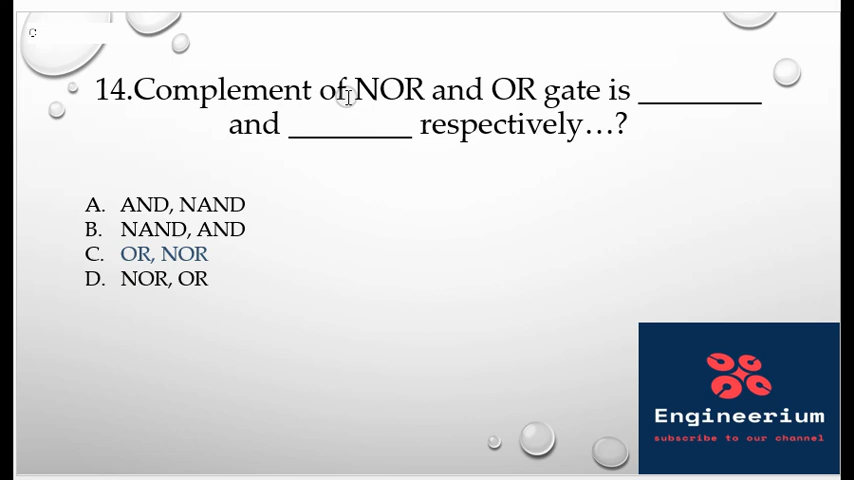 C
14.Complement of NOR and OR gate is ________
and ________ respectively…?
A. AND, NAND
B. NAND, AND
C. OR, NOR
D. NOR, OR
Engineerium
subscribe to our channel